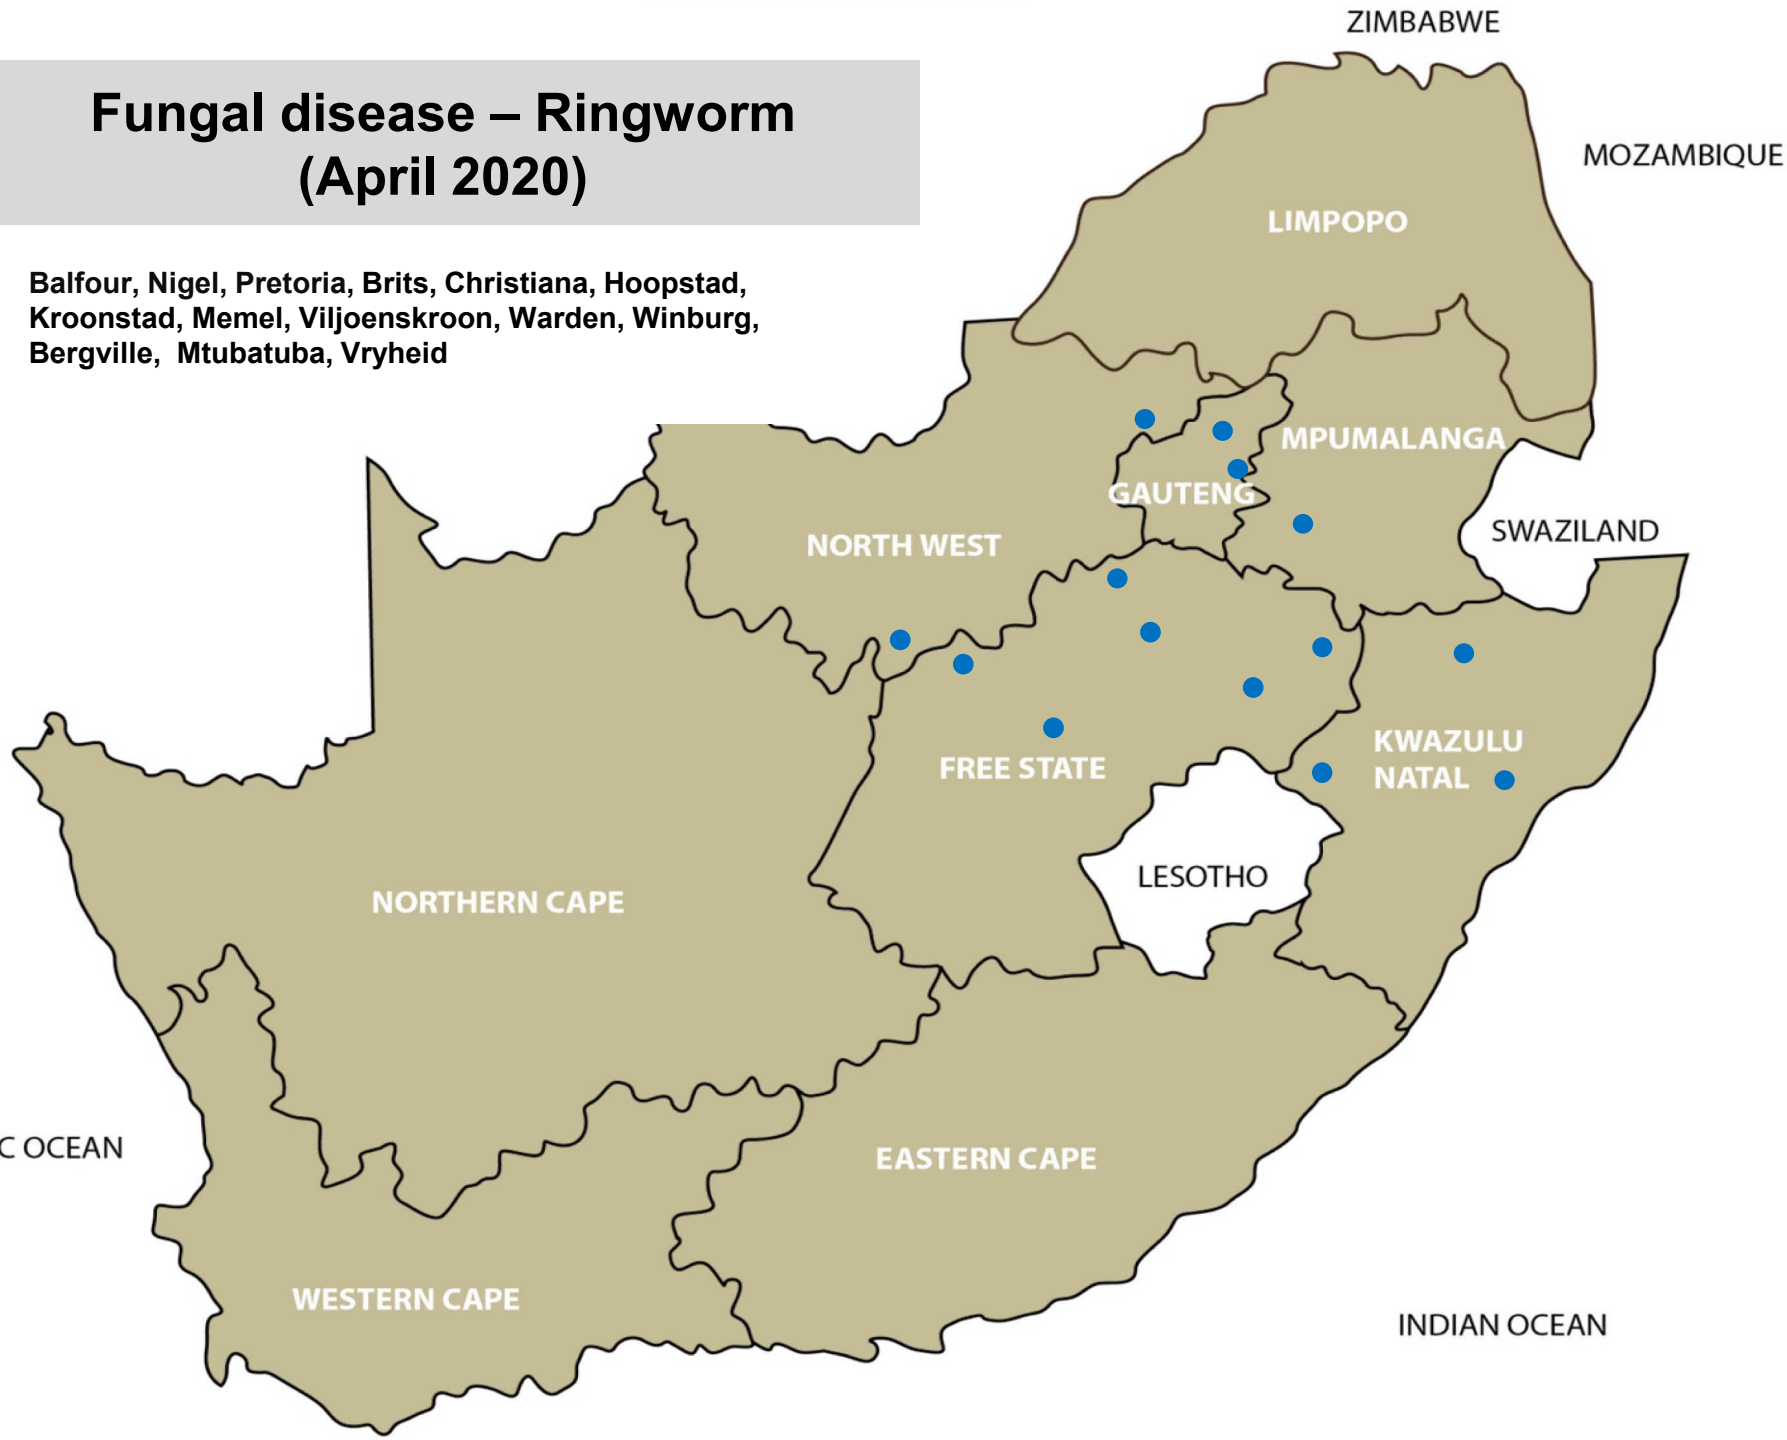 Fungal disease – Ringworm
(April 2020)
Balfour, Nigel, Pretoria, Brits, Christiana, Hoopstad,
Kroonstad, Memel, Viljoenskroon, Warden, Winburg,
Bergville, Mtubatuba, Vryheid
ZIMBABWE
MOZAMBIQUE
LIMPOPO
MPUMALANGA
GAUTENG
NORTH WEST
SWAZILAND
KWAZULU
NATAL
FREE STATE
LESOTHO
NORTHERN CAPE
C OCEAN
EASTERN CAPE
WESTERN CAPE
INDIAN OCEAN